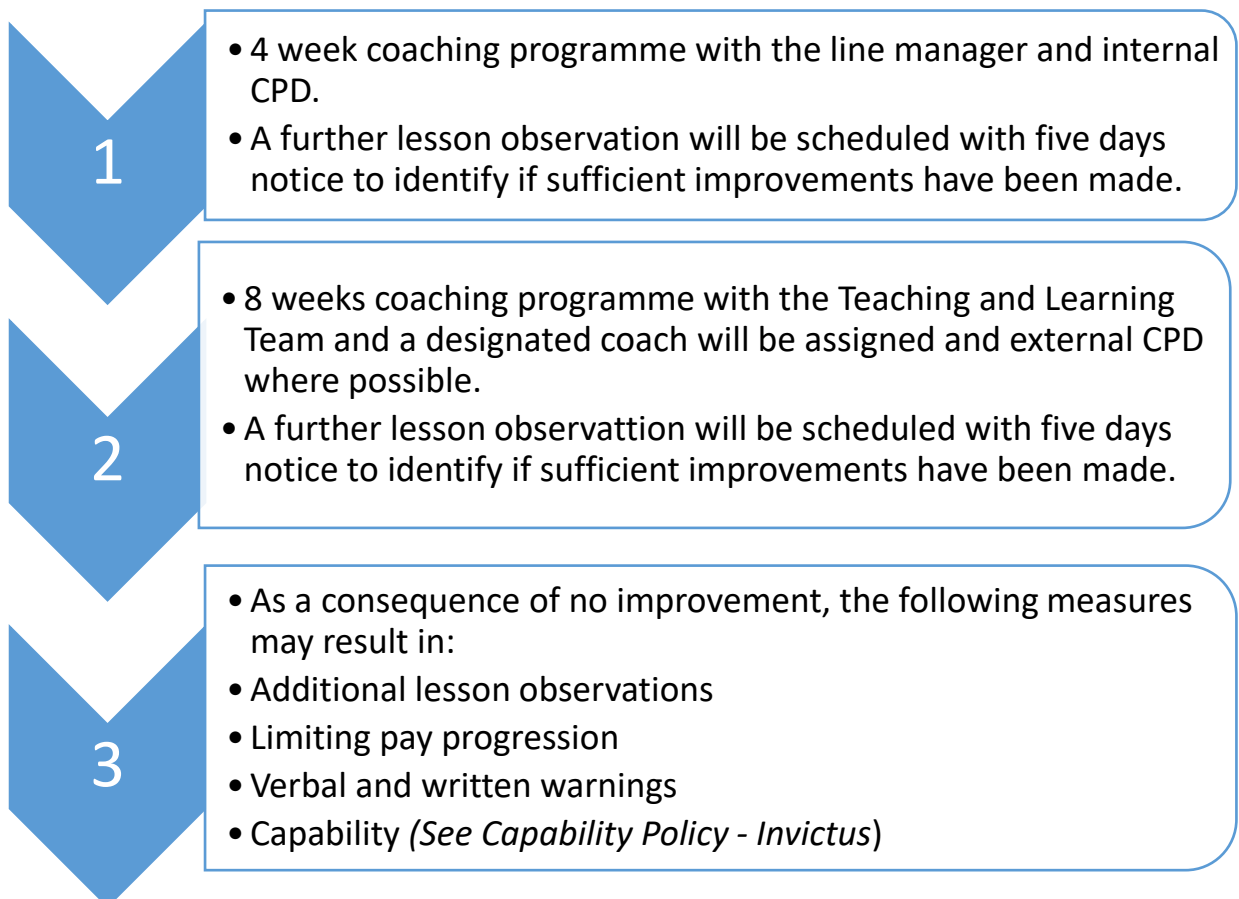 1
• 4 week coaching programme with the line manager and internal
CPD.
• A further lesson observation will be scheduled with five days
notice to identify if sufficient improvements have been made.
2
• 8 weeks coaching programme with the Teaching and Learning
Team and a designated coach will be assigned and external CPD
where possible.
• A further lesson observattion will be scheduled with five days
notice to identify if sufficient improvements have been made.
3
• As a consequence of no improvement, the following measures
may result in:
• Additional lesson observations
• Limiting pay progression
• Verbal and written warnings
• Capability (See Capability Policy - Invictus)